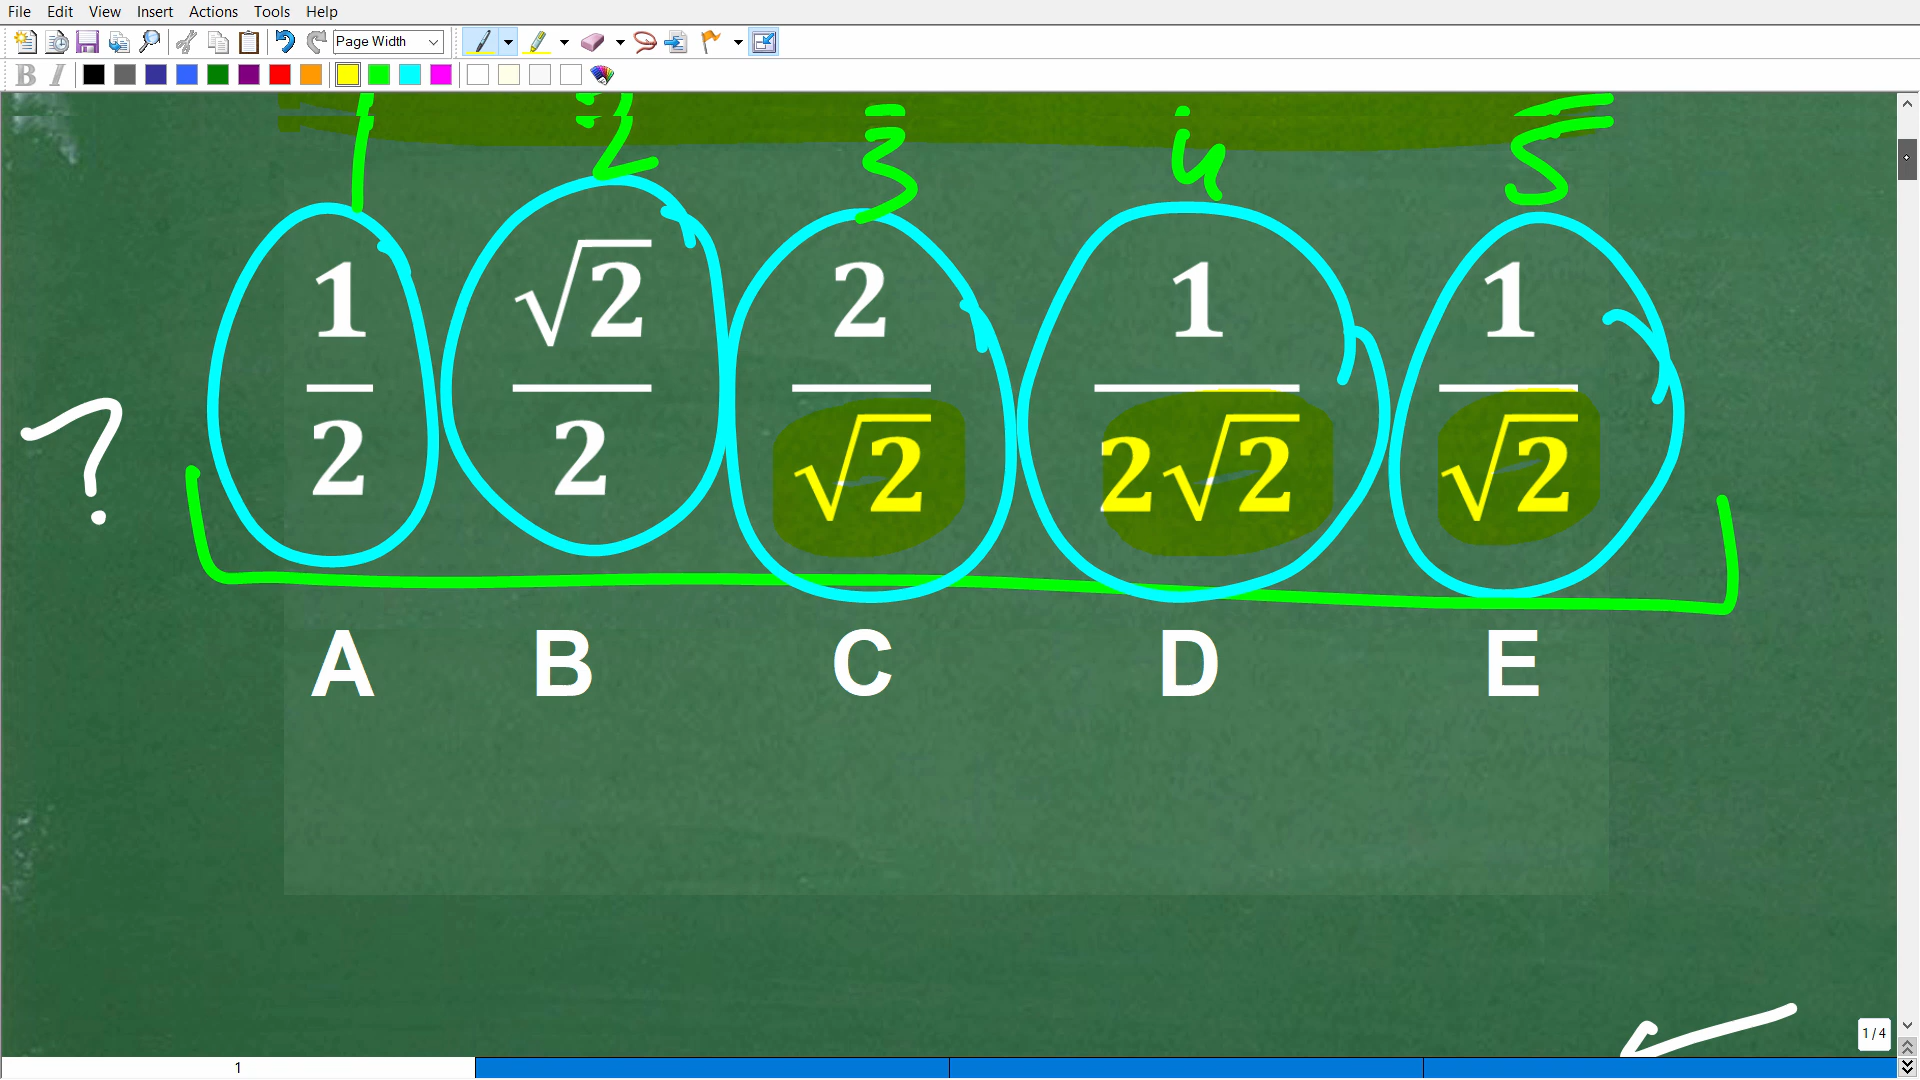 File Edit View Insert Actions Tools Help
Page Width
B I
1 2 3 4 5
? 1/2 √2/2 2/√2 1/2√2 1/√2
A B C D E
1/4
1